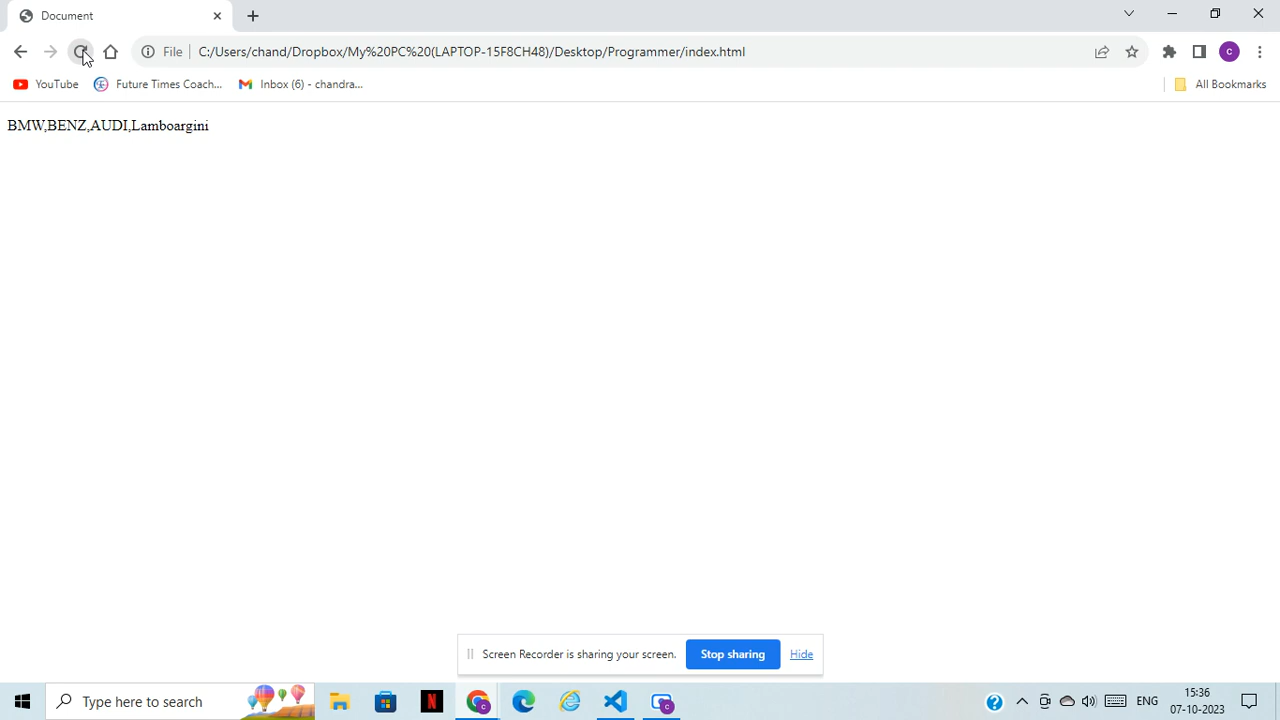 Document
File C:/Users/chand/Dropbox/My%20PC%20(LAPTOP-15F8CH48)/Desktop/Programmer/index.html
c
YouTube Future Times Coach... Inbox (6) - chandra... All Bookmarks
BMW,BENZ,AUDI,Lamboargini
Screen Recorder is sharing your screen. Stop sharing Hide
Type here to search
ENG
15:36
07-10-2023